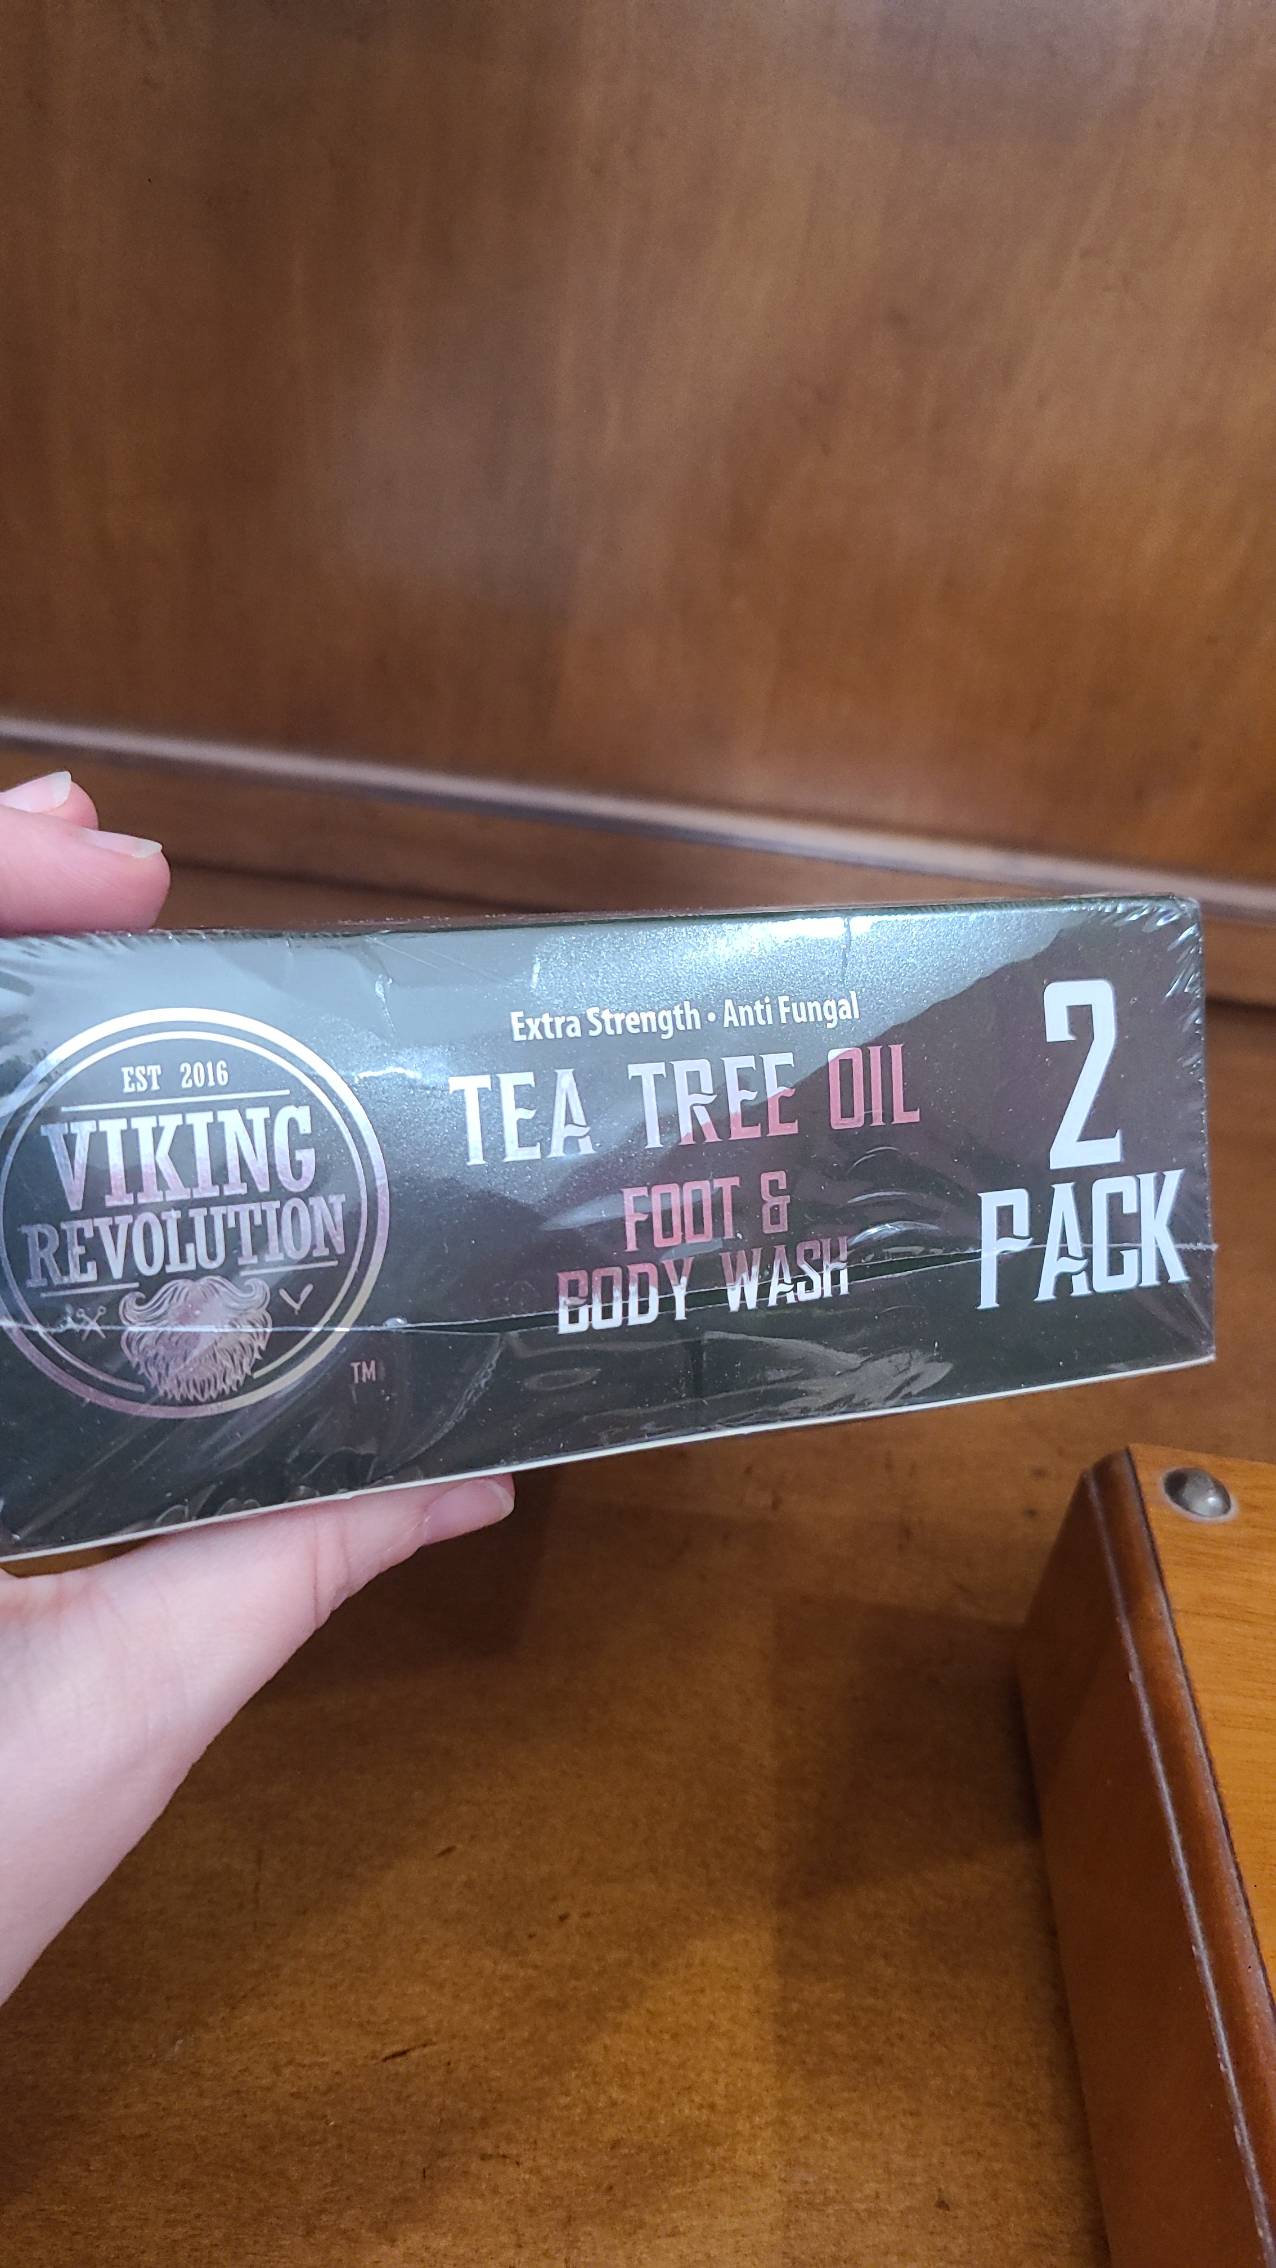 EST 2016
VIKING
REVOLUTION
TM
Extra Strength • Anti Fungal
TEA TREE OIL
FOOT &
BODY WASH
2
PACK